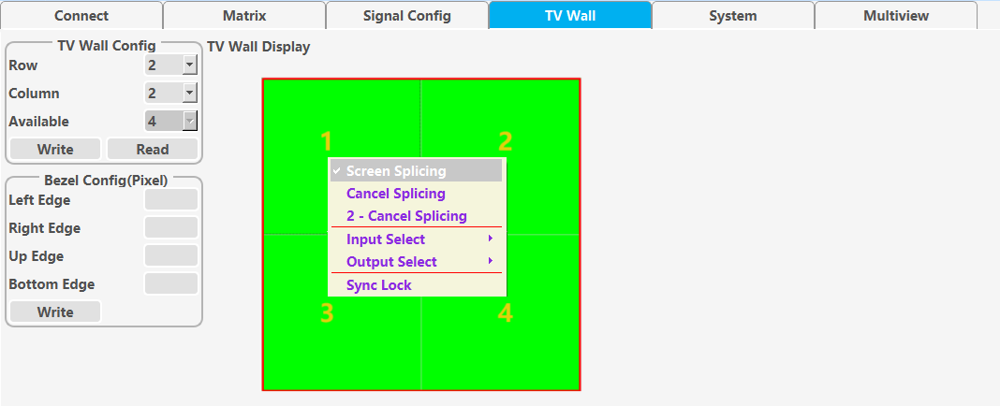 Connect Matrix Signal Config TV Wall System Multiview
TV Wall Config
Row 2
Column 2
Available 4
Write Read
Bezel Config(Pixel)
Left Edge
Right Edge
Up Edge
Bottom Edge
Write
TV Wall Display
1 2
Screen Splicing
Cancel Splicing
2 - Cancel Splicing
Input Select
Output Select
Sync Lock
3 4